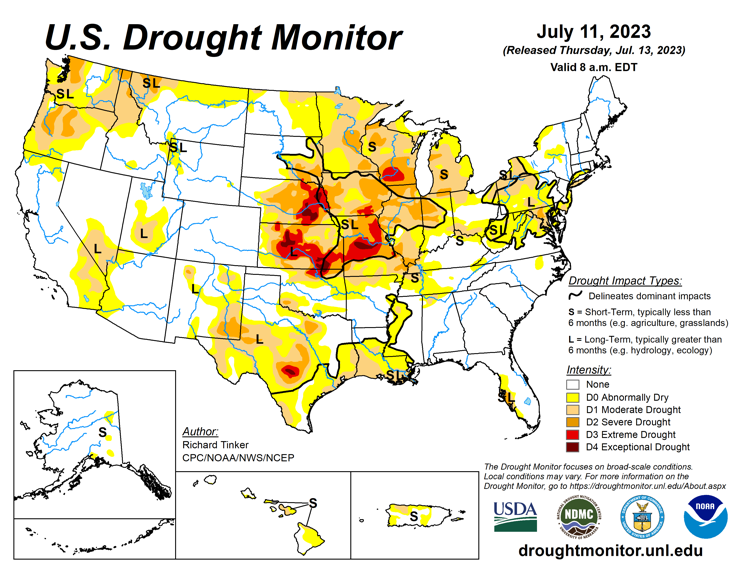 U.S. Drought Monitor
July 11, 2023
(Released Thursday, Jul. 13, 2023)
Valid 8 a.m. EDT
SL
SL
S
S
SL
SL
L
L
L
SL
SL
S
S
L
L
SL
SL
Drought Impact Types:
Delineates dominant impacts
S = Short-Term, typically less than
6 months (e.g. agriculture, grasslands)
L = Long-Term, typically greater than
6 months (e.g. hydrology, ecology)
Intensity:
None
D0 Abnormally Dry
D1 Moderate Drought
D2 Severe Drought
D3 Extreme Drought
D4 Exceptional Drought
S
Author:
Richard Tinker
CPC/NOAA/NWS/NCEP
S
S
The Drought Monitor focuses on broad-scale conditions.
Local conditions may vary. For more information on the
Drought Monitor, go to https://droughtmonitor.unl.edu/About.aspx
USDA
NDMC
NOAA
droughtmonitor.unl.edu